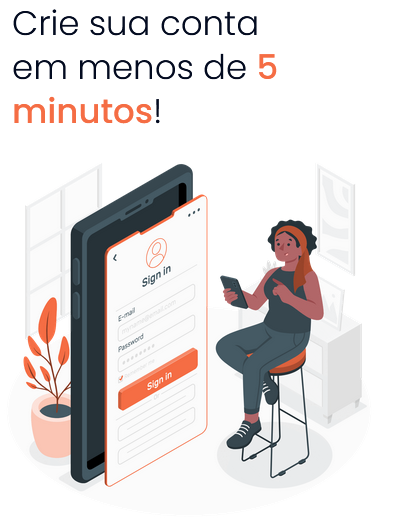 Crie sua conta
em menos de 5
minutos!
Sign in
E-mail
Password
Sign in